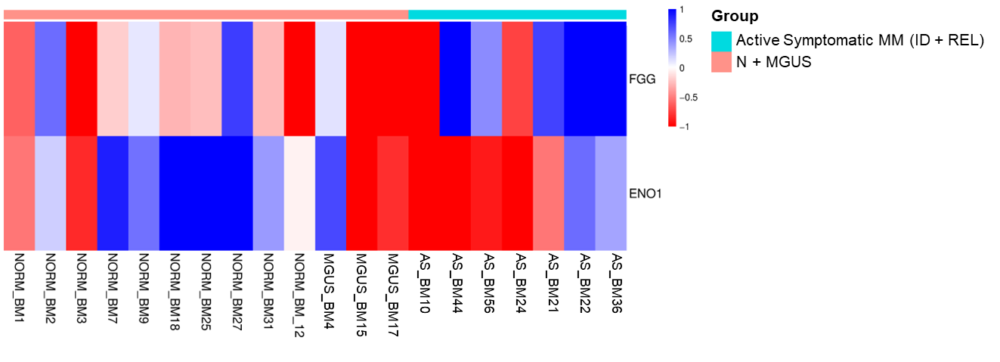 1
0.5
0
−0.5
−1
Group
Active Symptomatic MM (ID + REL)
N + MGUS
FGG
ENO1
NORM_BM1
NORM_BM2
NORM_BM3
NORM_BM7
NORM_BM9
NORM_BM18
NORM_BM25
NORM_BM27
NORM_BM31
NORM_BM_12
MGUS_BM4
MGUS_BM15
MGUS_BM17
AS_BM10
AS_BM44
AS_BM56
AS_BM24
AS_BM21
AS_BM22
AS_BM36